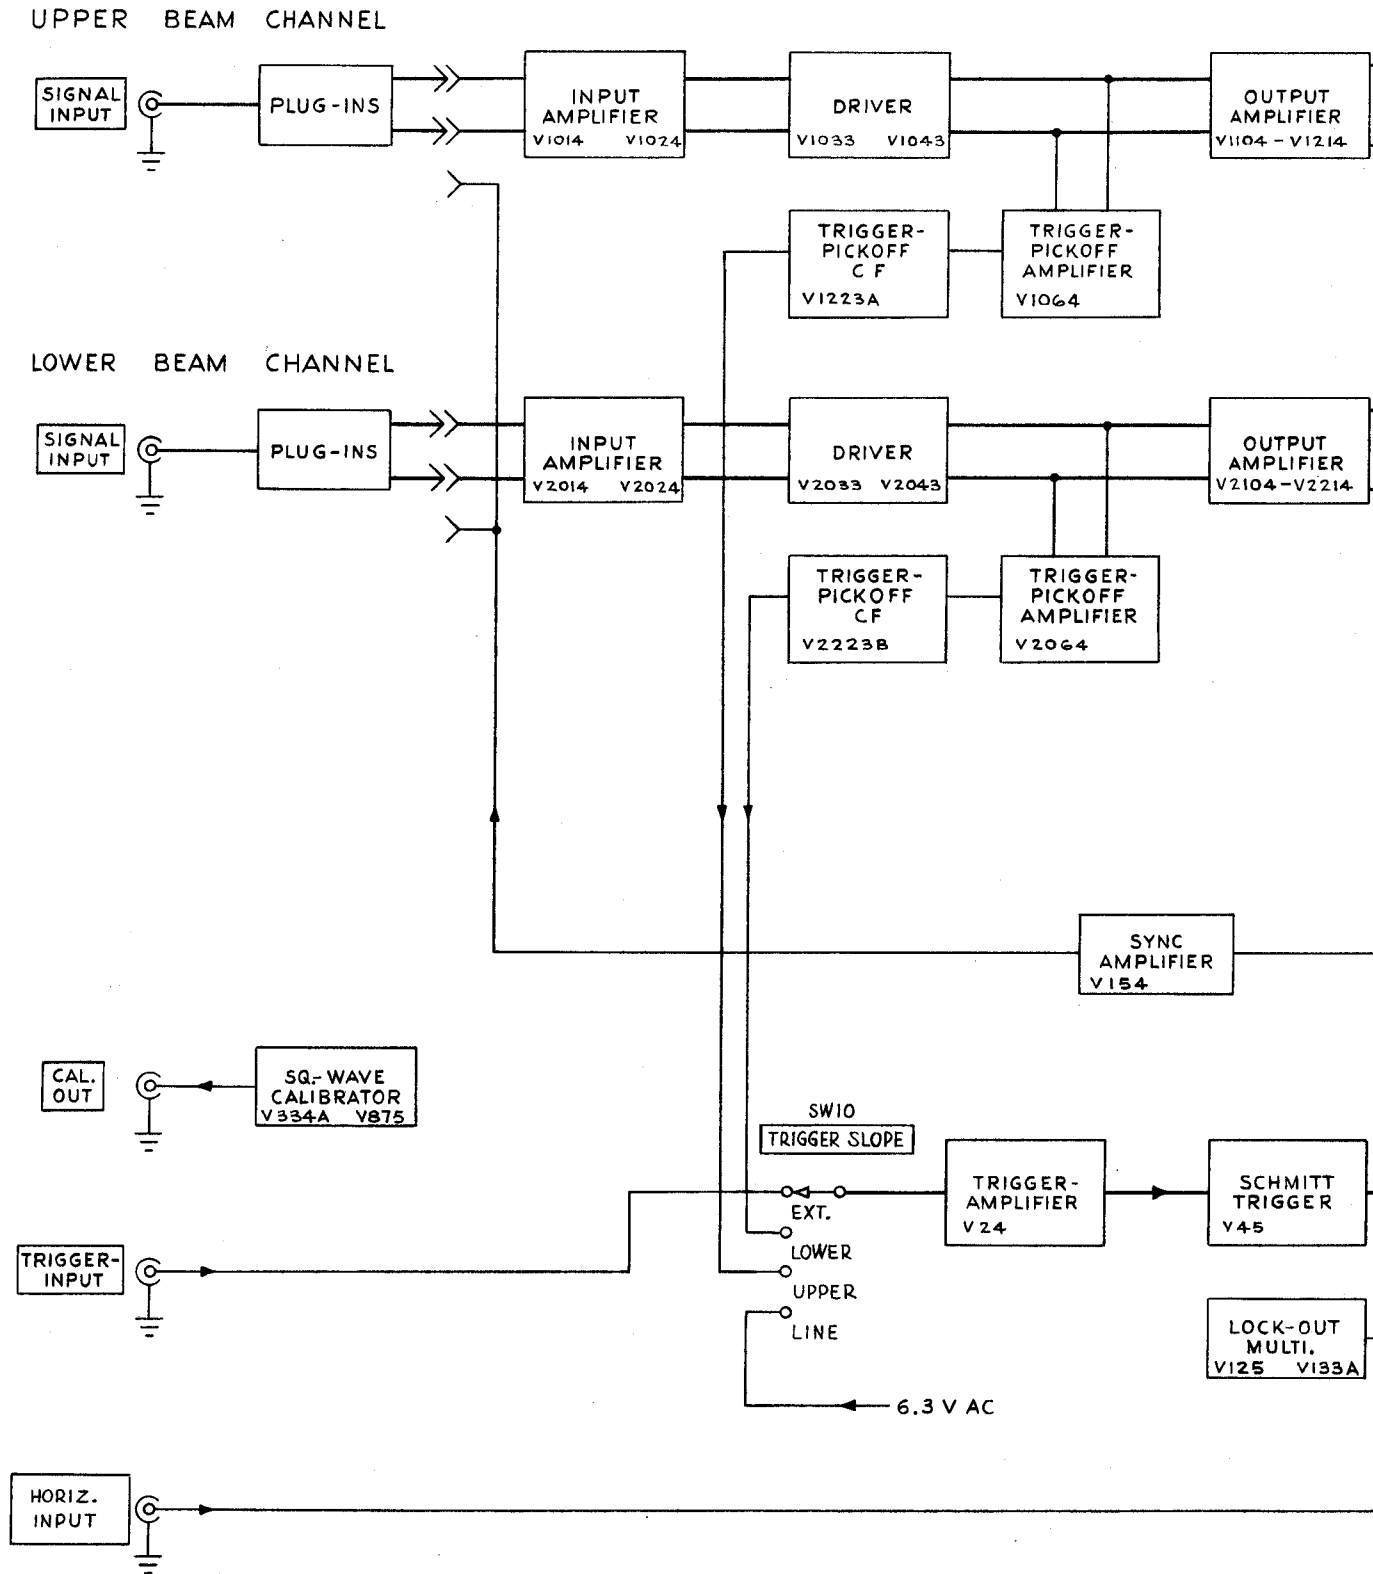 UPPER BEAM CHANNEL
SIGNAL
INPUT
PLUG-INS
INPUT
AMPLIFIER
V1014 V1024
DRIVER
V1033 V1043
OUTPUT
AMPLIFIER
V1104 - V1214
TRIGGER-
PICKOFF
C F
V1223A
TRIGGER-
PICKOFF
AMPLIFIER
V1064
LOWER BEAM CHANNEL
SIGNAL
INPUT
PLUG-INS
INPUT
AMPLIFIER
V2014 V2024
DRIVER
V2033 V2043
OUTPUT
AMPLIFIER
V2104-V2214
TRIGGER-
PICKOFF
CF
V2223B
TRIGGER-
PICKOFF
AMPLIFIER
V2064
SYNC
AMPLIFIER
V154
CAL.
OUT
SQ.-WAVE
CALIBRATOR
V334A V875
SW10
TRIGGER SLOPE
EXT.
LOWER
UPPER
LINE
TRIGGER-
AMPLIFIER
V24
SCHMITT
TRIGGER
V45
TRIGGER-
INPUT
LOCK-OUT
MULTI.
V125 V133A
6.3 V AC
HORIZ.
INPUT